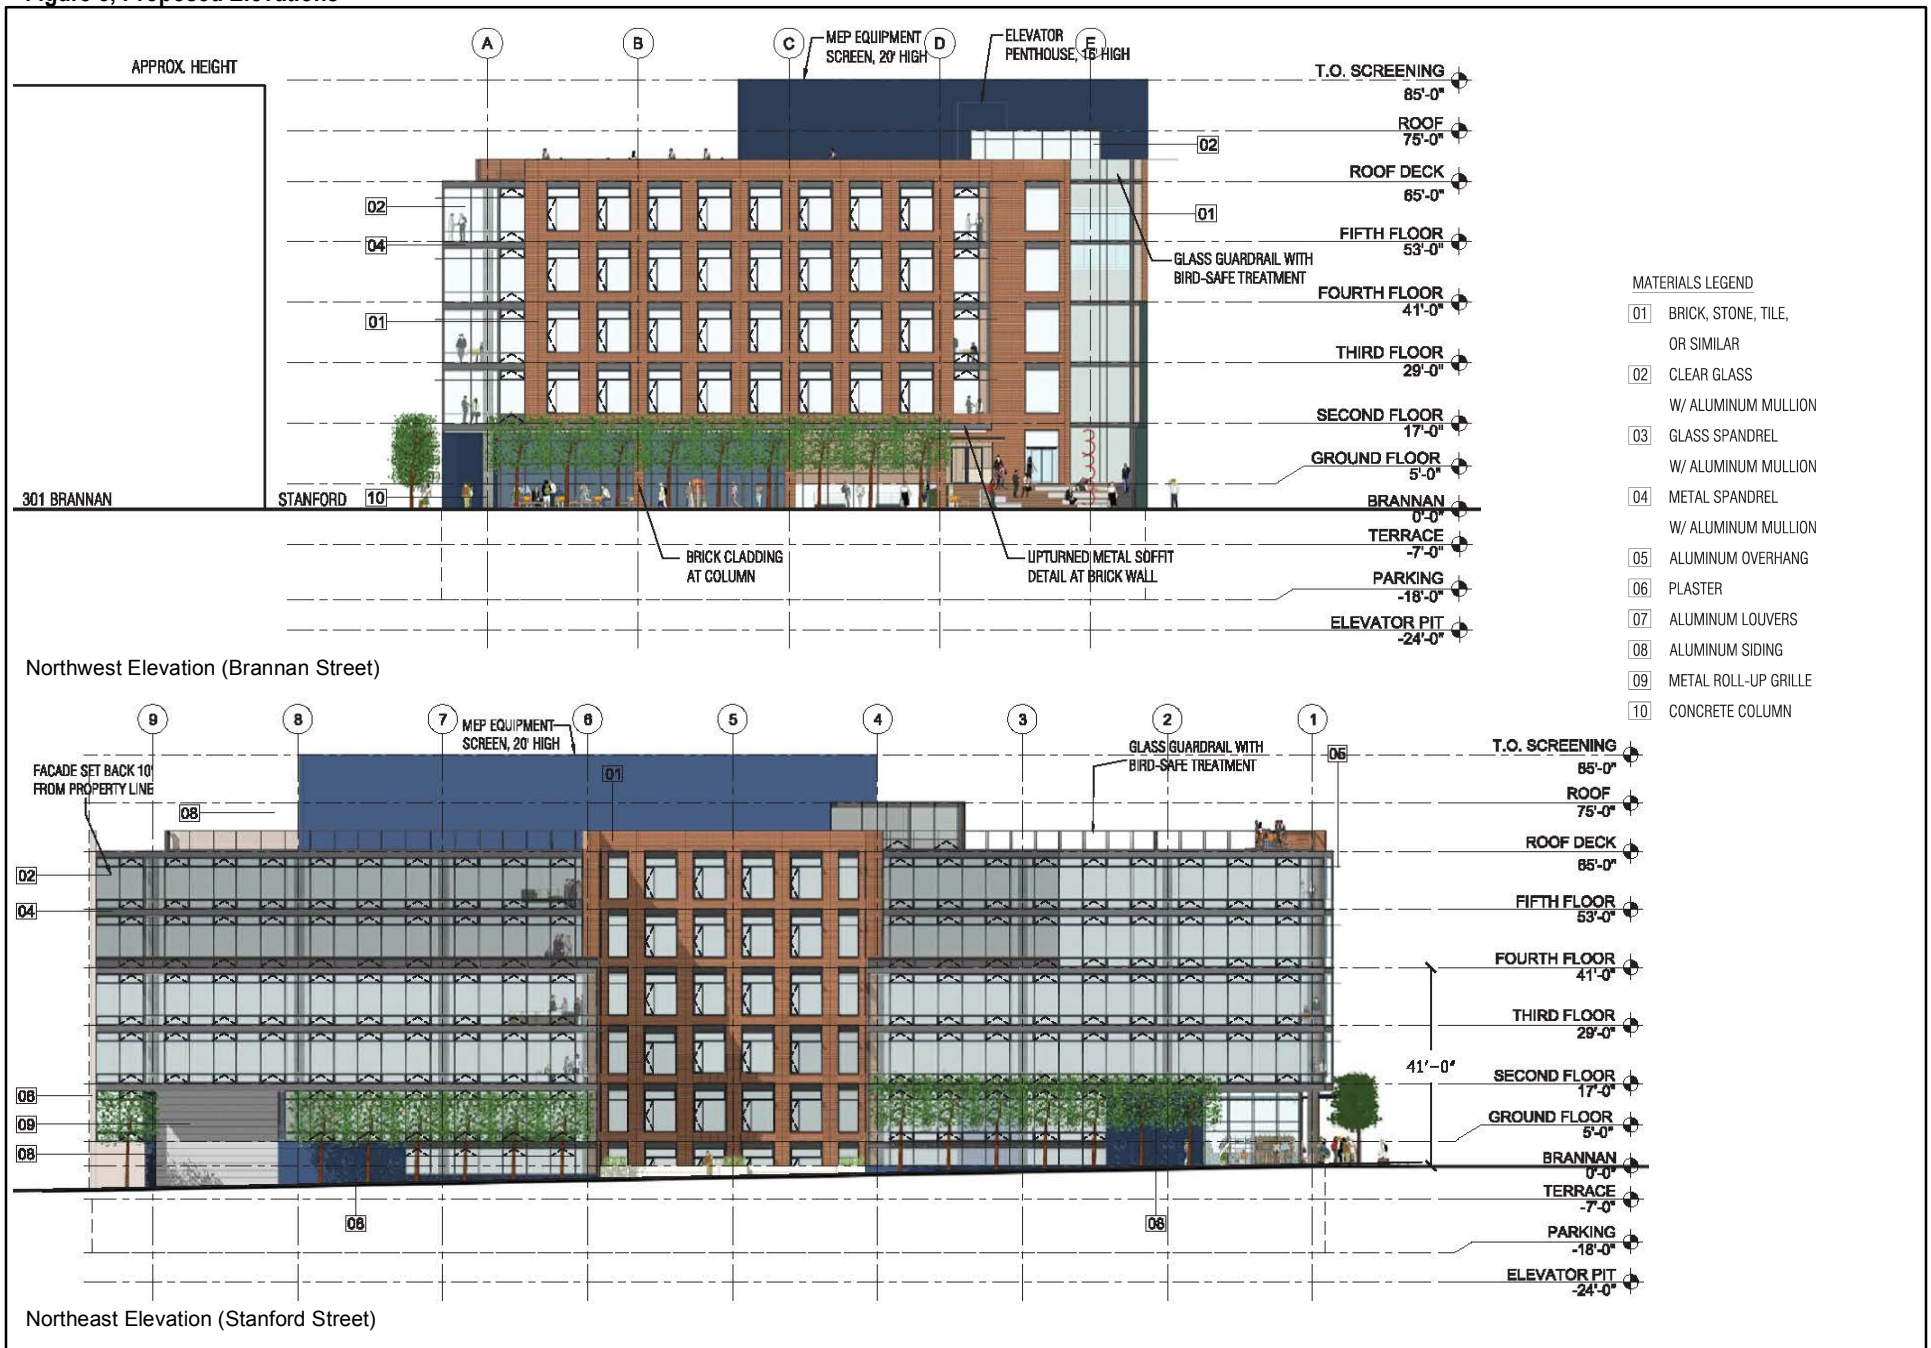 A
B
C
D
E
MEP EQUIPMENT
SCREEN, 20' HIGH
ELEVATOR
PENTHOUSE, 16' HIGH
APPROX. HEIGHT
T.O. SCREENING
85'-0"
ROOF
75'-0"
02
ROOF DECK
65'-0"
02
01
FIFTH FLOOR
53'-0"
04
GLASS GUARDRAIL WITH
BIRD-SAFE TREATMENT
FOURTH FLOOR
41'-0"
01
THIRD FLOOR
29'-0"
SECOND FLOOR
17'-0"
GROUND FLOOR
5'-0"
301 BRANNAN
STANFORD
10
BRANNAN
0'-0"
TERRACE
-7'-0"
BRICK CLADDING
AT COLUMN
UPTURNED METAL SOFFIT
DETAIL AT BRICK WALL
PARKING
-18'-0"
ELEVATOR PIT
-24'-0"
Northwest Elevation (Brannan Street)
MATERIALS LEGEND
01 BRICK, STONE, TILE,
OR SIMILAR
02 CLEAR GLASS
W/ ALUMINUM MULLION
03 GLASS SPANDREL
W/ ALUMINUM MULLION
04 METAL SPANDREL
W/ ALUMINUM MULLION
05 ALUMINUM OVERHANG
06 PLASTER
07 ALUMINUM LOUVERS
08 ALUMINUM SIDING
09 METAL ROLL-UP GRILLE
10 CONCRETE COLUMN
9
8
7
6
5
4
3
2
1
MEP EQUIPMENT
SCREEN, 20' HIGH
GLASS GUARDRAIL WITH
BIRD-SAFE TREATMENT
T.O. SCREENING
85'-0"
FACADE SET BACK 10'
FROM PROPERTY LINE
01
ROOF
75'-0"
ROOF DECK
65'-0"
02
04
FIFTH FLOOR
53'-0"
FOURTH FLOOR
41'-0"
THIRD FLOOR
29'-0"
41'-0"
SECOND FLOOR
17'-0"
09
GROUND FLOOR
5'-0"
BRANNAN
0'-0"
TERRACE
-7'-0"
PARKING
-18'-0"
ELEVATOR PIT
-24'-0"
Northeast Elevation (Stanford Street)